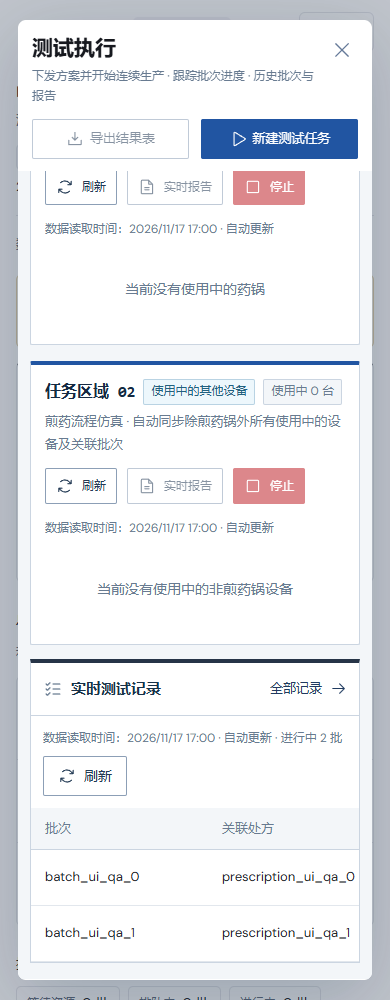 测试执行
下发方案并开始连续生产 · 跟踪批次进度 · 历史批次与
报告
导出结果表
新建测试任务
刷新
实时报告
停止
数据读取时间：2026/11/17 17:00 · 自动更新
当前没有使用中的药锅
任务区域 02
使用中的其他设备
使用中 0 台
煎药流程仿真 · 自动同步除煎药锅外所有使用中的设
备及关联批次
刷新
实时报告
停止
数据读取时间：2026/11/17 17:00 · 自动更新
当前没有使用中的非煎药锅设备
实时测试记录
全部记录 →
数据读取时间：2026/11/17 17:00 · 自动更新 · 进行中 2 批
刷新
批次 关联处方
batch_ui_qa_0 prescription_ui_qa_0
batch_ui_qa_1 prescription_ui_qa_1